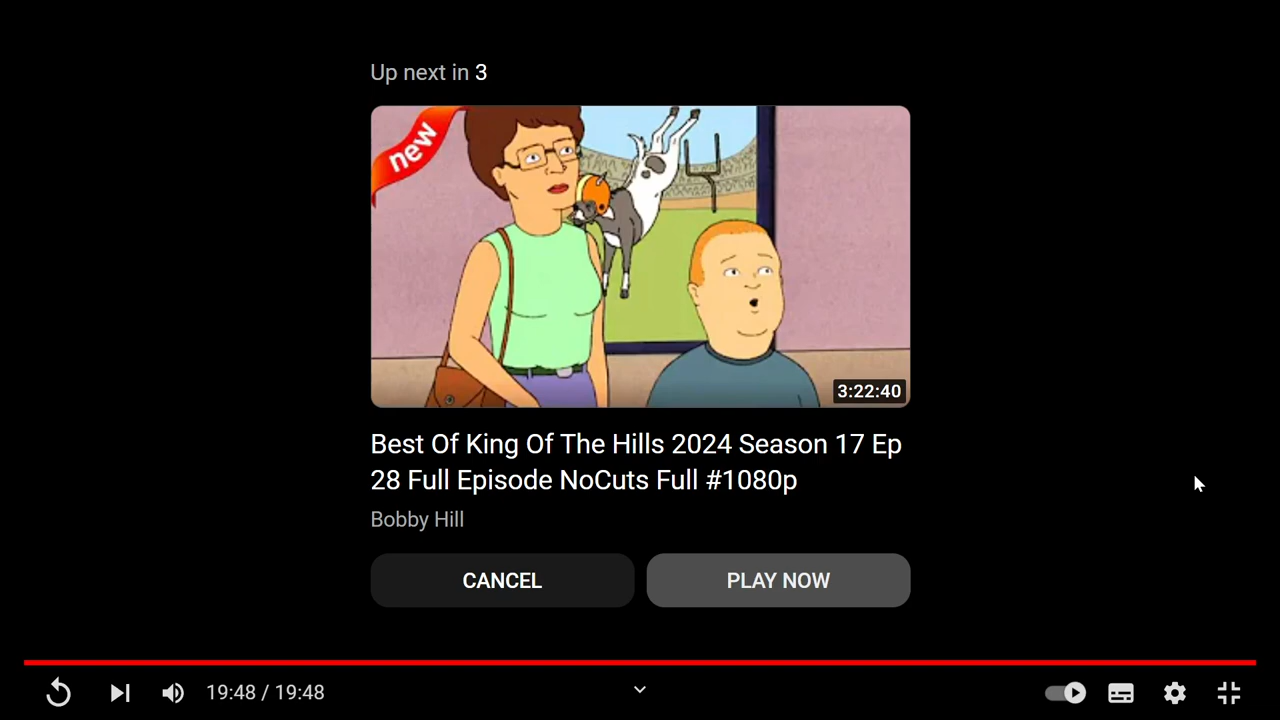 Up next in 3
new
3:22:40
Best Of King Of The Hills 2024 Season 17 Ep
28 Full Episode NoCuts Full #1080p
Bobby Hill
CANCEL
PLAY NOW
19:48 / 19:48